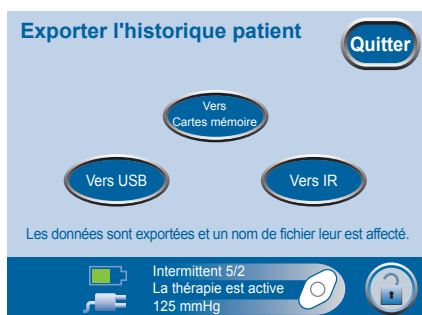 Exporter l'historique patient
Quitter
Vers
Cartes mémoire
Vers USB
Vers IR
Les données sont exportées et un nom de fichier leur est affecté.
Intermittent 5/2
La thérapie est active
125 mmHg